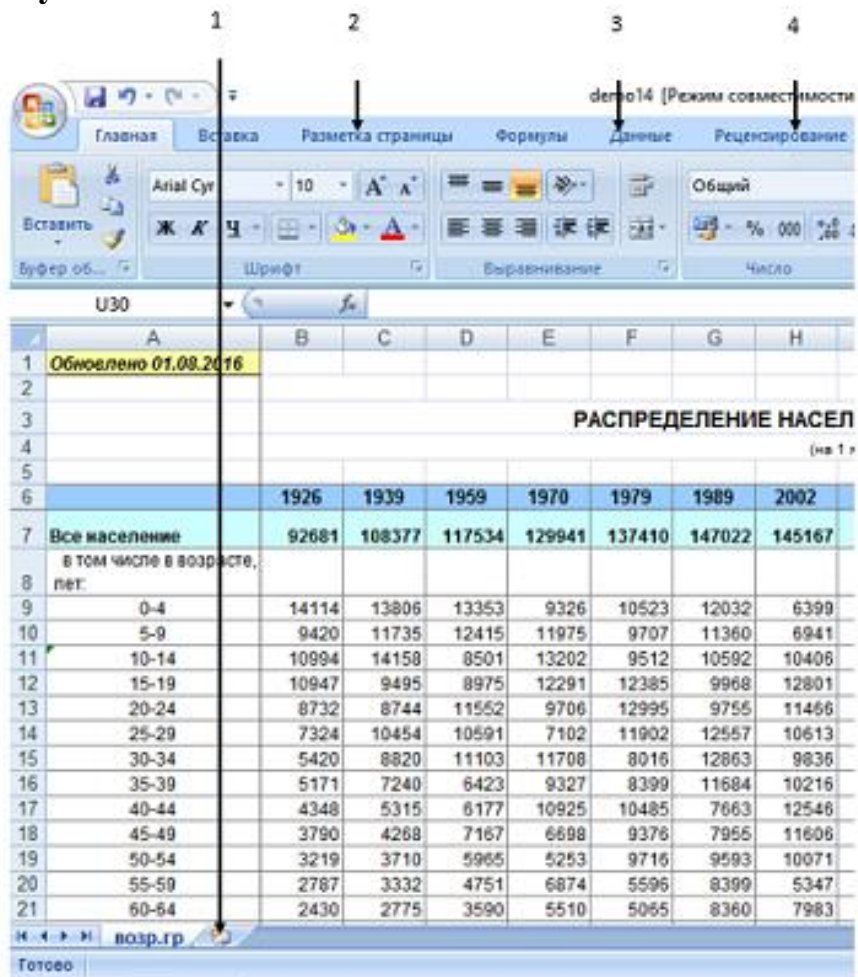 1 2 3 4
demo14 [Режим совместимости
Главная Вставка Разметка страницы Формулы Данные Рецензирование
Вставить Arial Cyr 10 А А Общий
Ж К Ч А % 000
Буфер об... Шрифт Выравнивание Число
U30 fx
A B C D E F G H
1 Обновлено 01.08.2016
2
3 РАСПРЕДЕЛЕНИЕ НАСЕЛ
4 (на 1
5
6 1926 1939 1959 1970 1979 1989 2002
7 Все население 92681 108377 117534 129941 137410 147022 145167
в том числе в возрасте,
8 лет:
9 0-4 14114 13806 13353 9326 10523 12032 6399
10 5-9 9420 11735 12415 11975 9707 11360 6941
11 10-14 10994 14158 8501 13202 9512 10592 10406
12 15-19 10947 9495 8975 12291 12385 9968 12801
13 20-24 8732 8744 11552 9706 12995 9755 11466
14 25-29 7324 10454 10591 7102 11902 12557 10613
15 30-34 5420 8820 11103 11708 8016 12863 9836
16 35-39 5171 7240 6423 9327 8399 11684 10216
17 40-44 4348 5315 6177 10925 10485 7663 12546
18 45-49 3790 4268 7167 6698 9376 7955 11606
19 50-54 3219 3710 5965 5253 9716 9593 10071
20 55-59 2787 3332 4751 6874 5596 8399 5347
21 60-64 2430 2775 3590 5510 5065 8360 7983
возр.гр
Готово